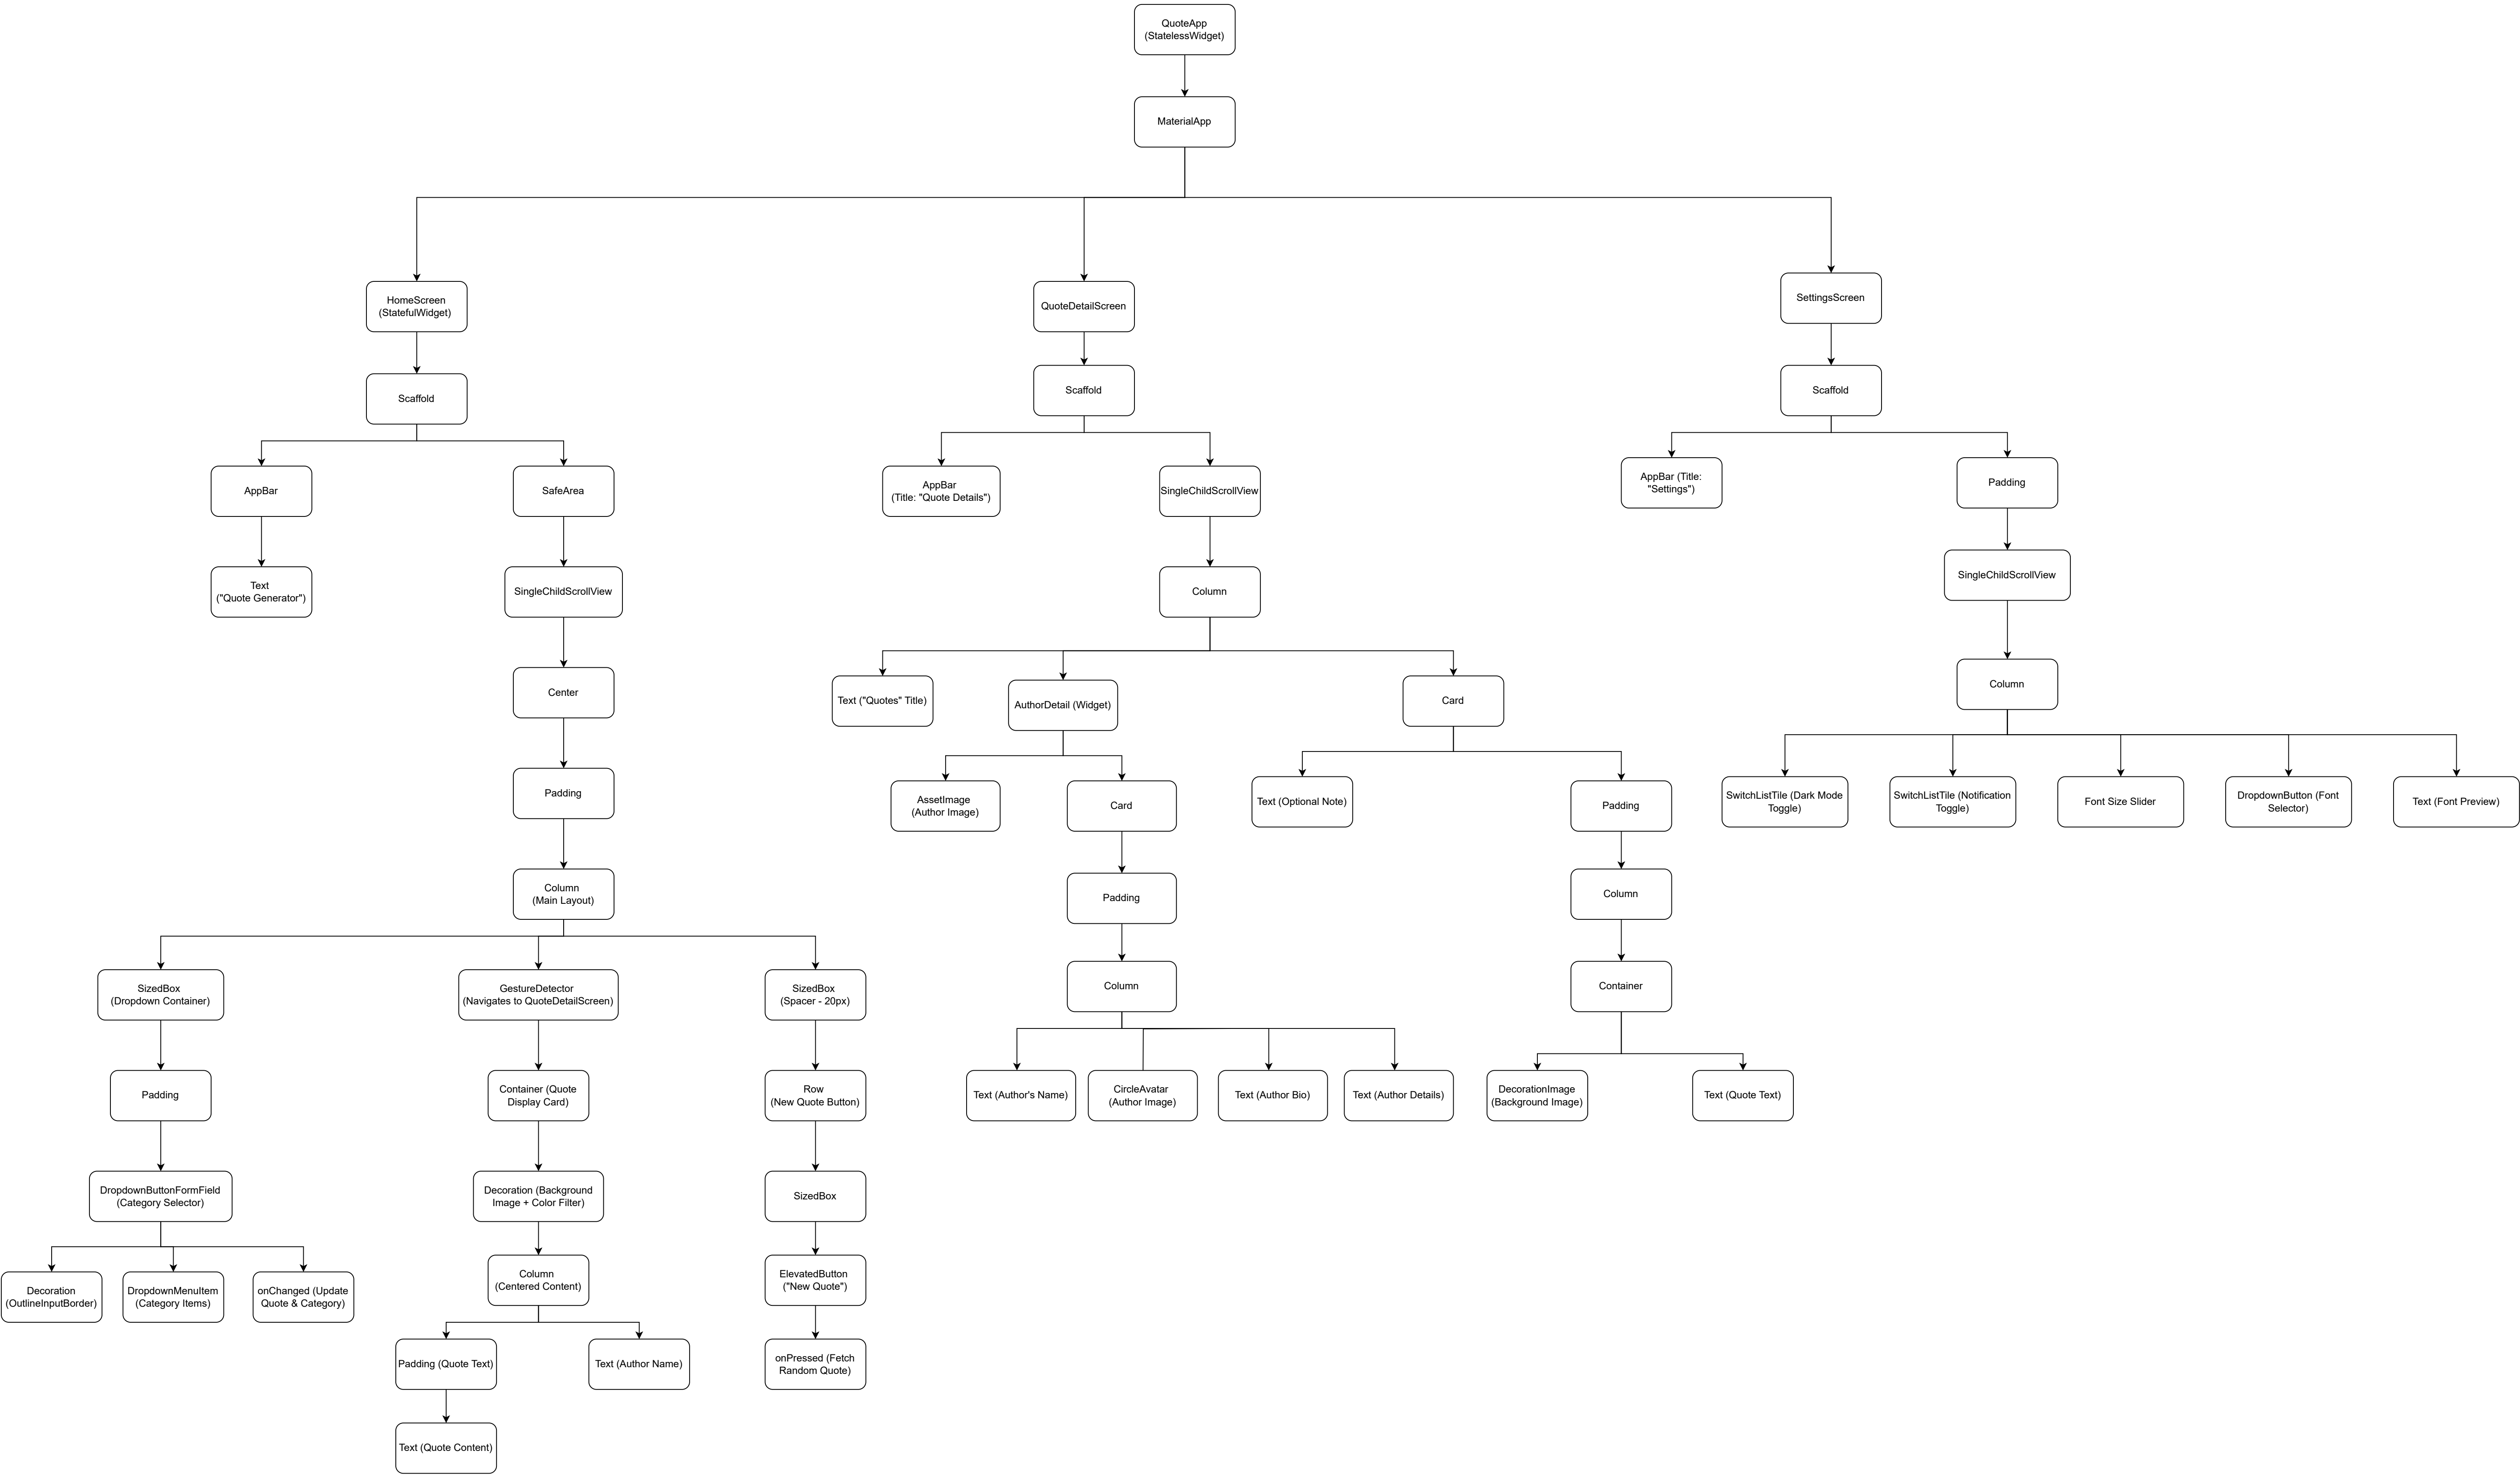 QuoteApp
(StatelessWidget)
MaterialApp
HomeScreen
(StatefulWidget)
QuoteDetailScreen
SettingsScreen
Scaffold
Scaffold
Scaffold
AppBar
SafeArea
AppBar
(Title: "Quote Details")
SingleChildScrollView
AppBar (Title:
"Settings")
Padding
Text
("Quote Generator")
SingleChildScrollView
Column
SingleChildScrollView
Center
Text ("Quotes" Title)
AuthorDetail (Widget)
Card
Column
Padding
AssetImage
(Author Image)
Card
Text (Optional Note)
Padding
SwitchListTile (Dark Mode
Toggle)
SwitchListTile (Notification
Toggle)
Font Size Slider
DropdownButton (Font
Selector)
Text (Font Preview)
Column
(Main Layout)
Padding
Column
SizedBox
(Dropdown Container)
GestureDetector
(Navigates to QuoteDetailScreen)
SizedBox
(Spacer - 20px)
Column
Container
Padding
Container (Quote
Display Card)
Row
(New Quote Button)
Text (Author's Name)
CircleAvatar
(Author Image)
Text (Author Bio)
Text (Author Details)
DecorationImage
(Background Image)
Text (Quote Text)
DropdownButtonFormField
(Category Selector)
Decoration (Background
Image + Color Filter)
SizedBox
Decoration
(OutlineInputBorder)
DropdownMenuItem
(Category Items)
onChanged (Update
Quote & Category)
Column
(Centered Content)
ElevatedButton
("New Quote")
Padding (Quote Text)
Text (Author Name)
onPressed (Fetch
Random Quote)
Text (Quote Content)